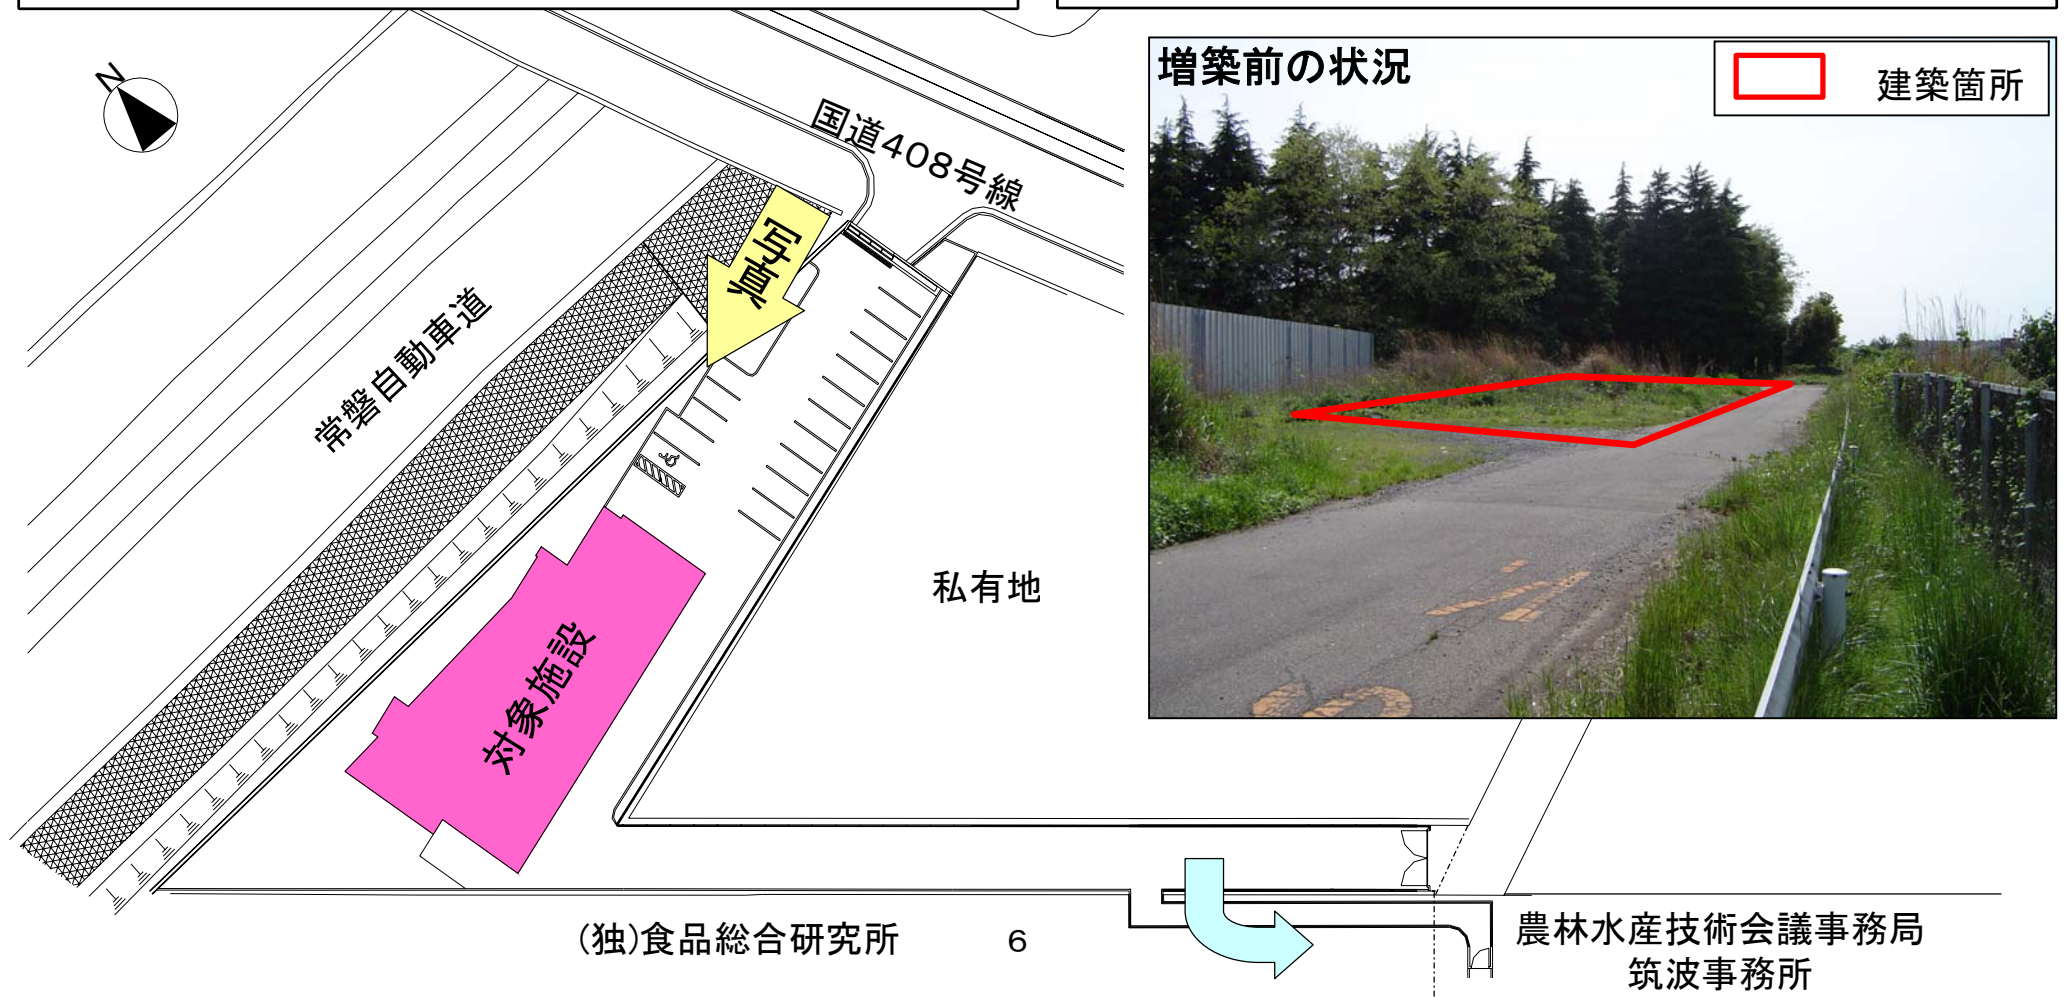 増築前の状況
建築箇所
N
国道408号線
写真
常磐自動車道
私有地
対象施設
(独)食品総合研究所
6
農林水産技術会議事務局
筑波事務所